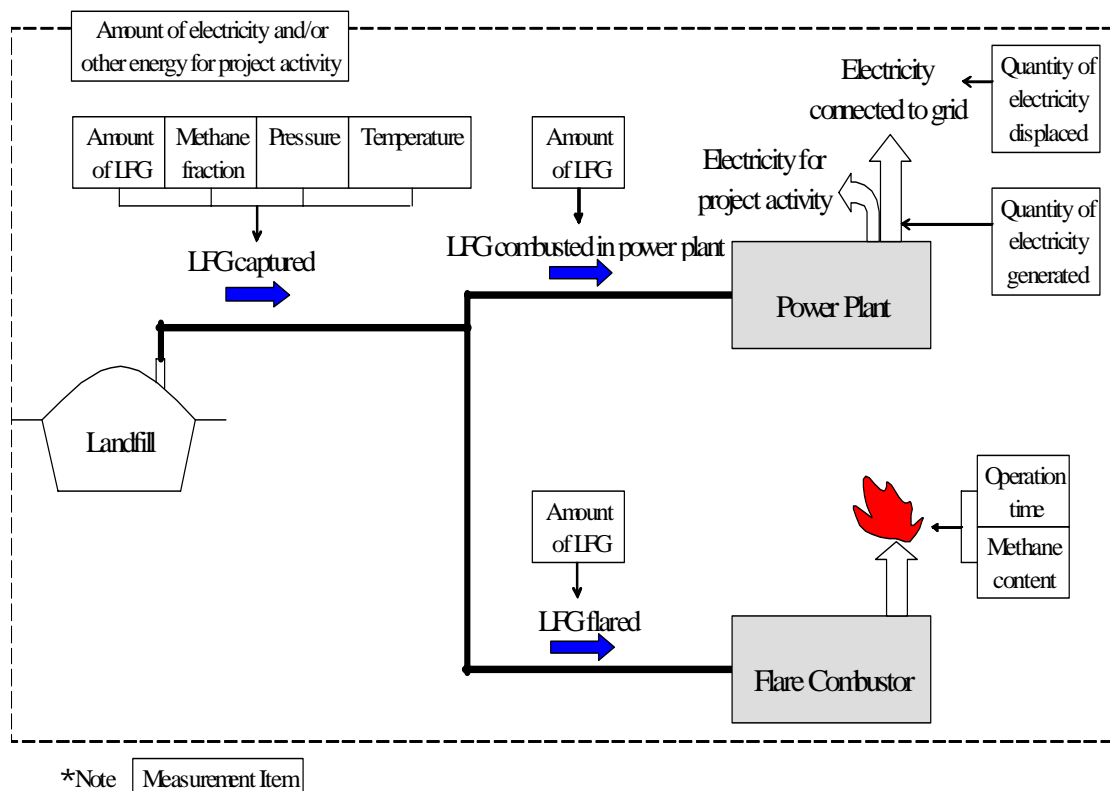 Amount of electricity and/or
other energy for project activity
Amount
of LFG
Methane
fraction
Pressure
Temperature
Amount
of LFG
Electricity
connected to grid
Quantity of
electricity
displaced
Electricity for
project activity
Quantity of
electricity
generated
LFG captured
LFG combusted in power plant
Power Plant
Landfill
Amount
of LFG
LFG flared
Operation
time
Methane
content
Flare Combustor
*Note
Measurement Item